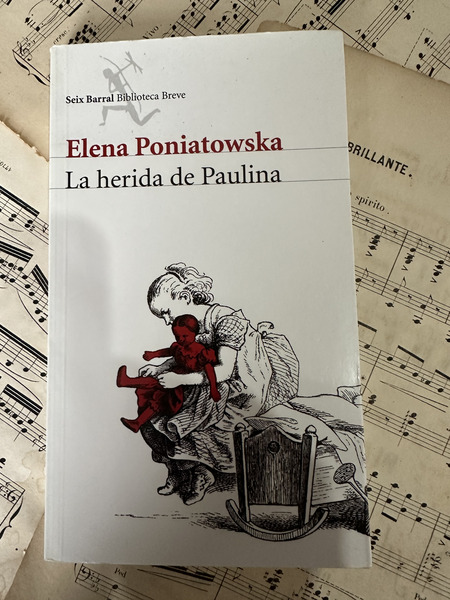 Seix Barral Biblioteca Breve
Elena Poniatowska
La herida de Paulina
BRILLANTE.
spirito.